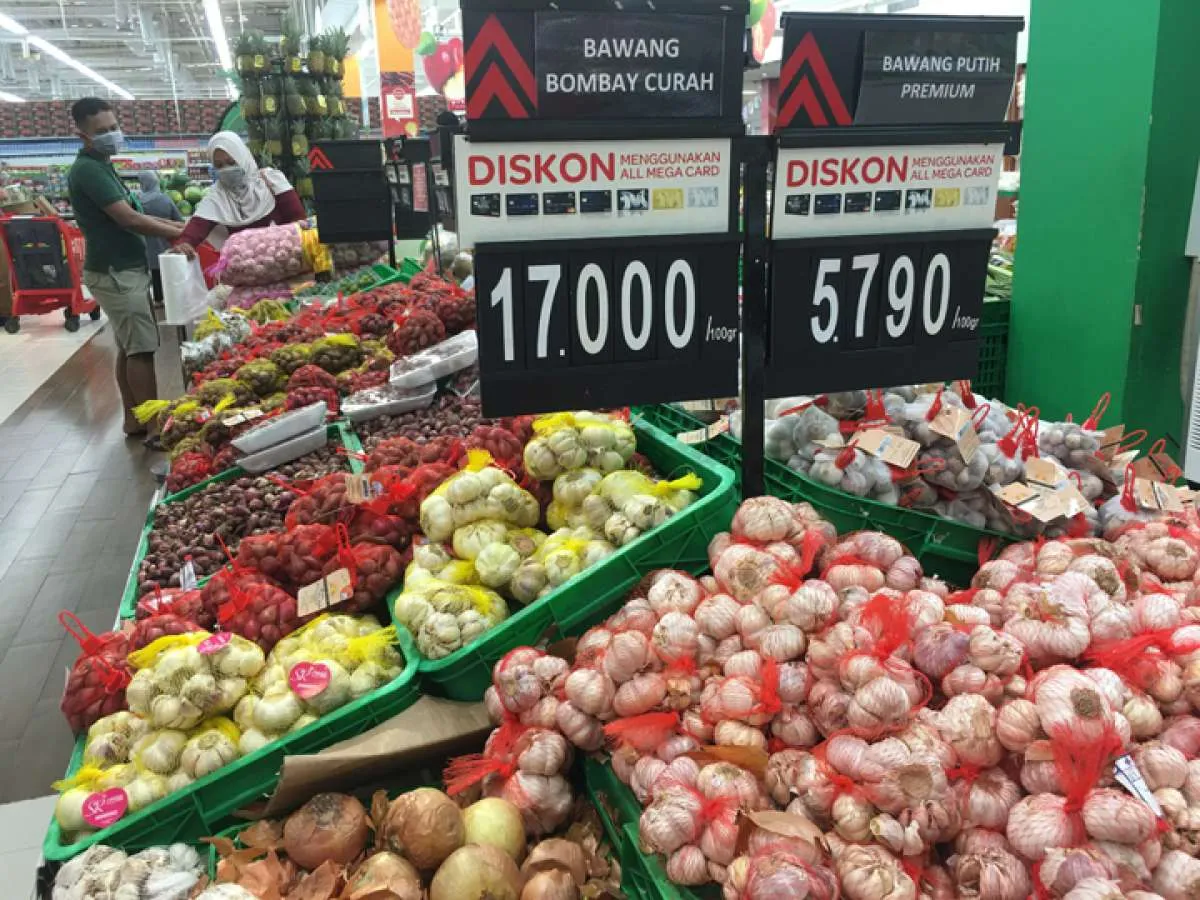 BAWANG
BOMBAY CURAH
DISKON MENGGUNAKAN
ALL MEGA CARD
17.000 /100gr
BAWANG PUTIH
PREMIUM
DISKON MENGGUNAKAN
ALL MEGA CARD
5.790 /100gr